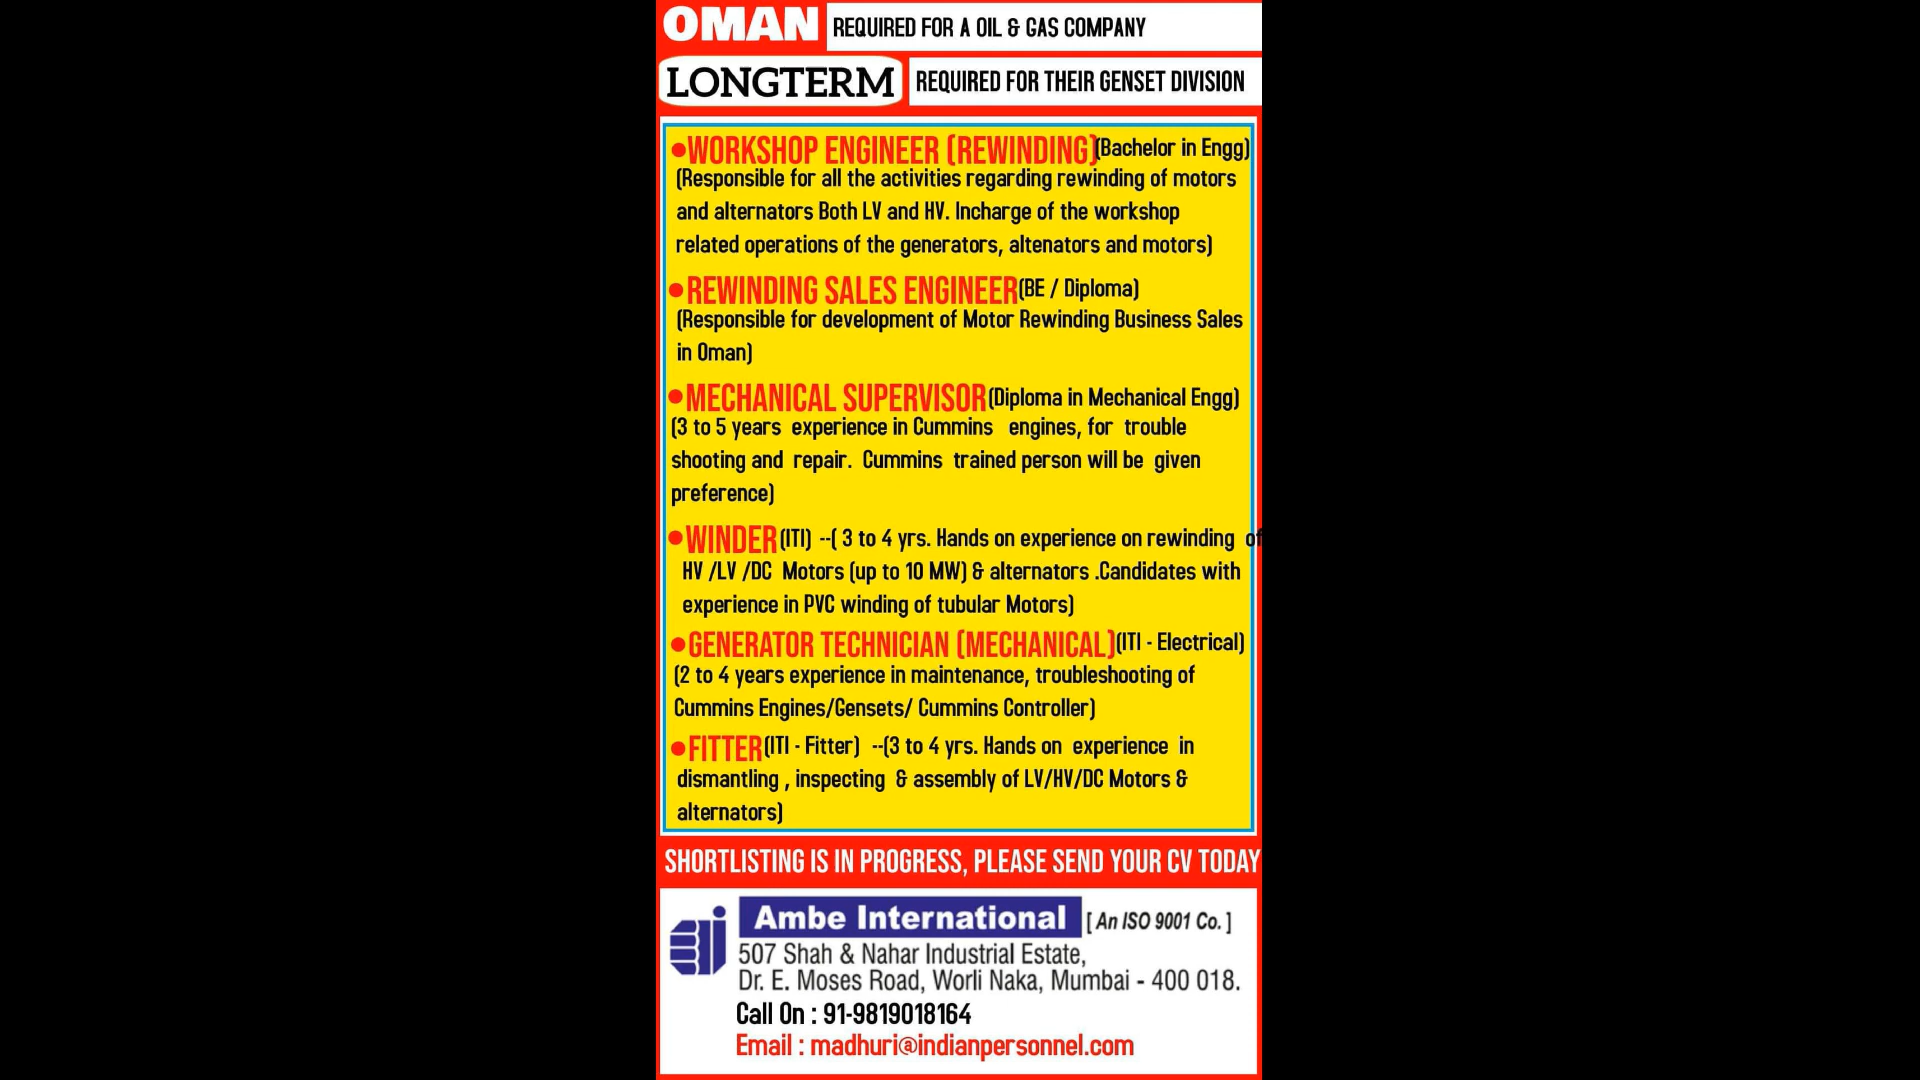 OMAN REQUIRED FOR A OIL & GAS COMPANY
LONGTERM REQUIRED FOR THEIR GENSET DIVISION
•WORKSHOP ENGINEER (REWINDING)(Bachelor in Engg)
(Responsible for all the activities regarding rewinding of motors
and alternators Both LV and HV. Incharge of the workshop
related operations of the generators, altenators and motors)
•REWINDING SALES ENGINEER(BE / Diploma)
(Responsible for development of Motor Rewinding Business Sales
in Oman)
•MECHANICAL SUPERVISOR(Diploma in Mechanical Engg)
(3 to 5 years experience in Cummins engines, for trouble
shooting and repair. Cummins trained person will be given
preference)
•WINDER(ITI) --( 3 to 4 yrs. Hands on experience on rewinding of
HV /LV /DC Motors (up to 10 MW) & alternators .Candidates with
experience in PVC winding of tubular Motors)
•GENERATOR TECHNICIAN (MECHANICAL)(ITI - Electrical)
(2 to 4 years experience in maintenance, troubleshooting of
Cummins Engines/Gensets/ Cummins Controller)
•FITTER(ITI - Fitter) --(3 to 4 yrs. Hands on experience in
dismantling , inspecting & assembly of LV/HV/DC Motors &
alternators)
SHORTLISTING IS IN PROGRESS, PLEASE SEND YOUR CV TODAY
Ambe International [ An ISO 9001 Co. ]
507 Shah & Nahar Industrial Estate,
Dr. E. Moses Road, Worli Naka, Mumbai - 400 018.
Call On : 91-9819018164
Email : madhuri@indianpersonnel.com